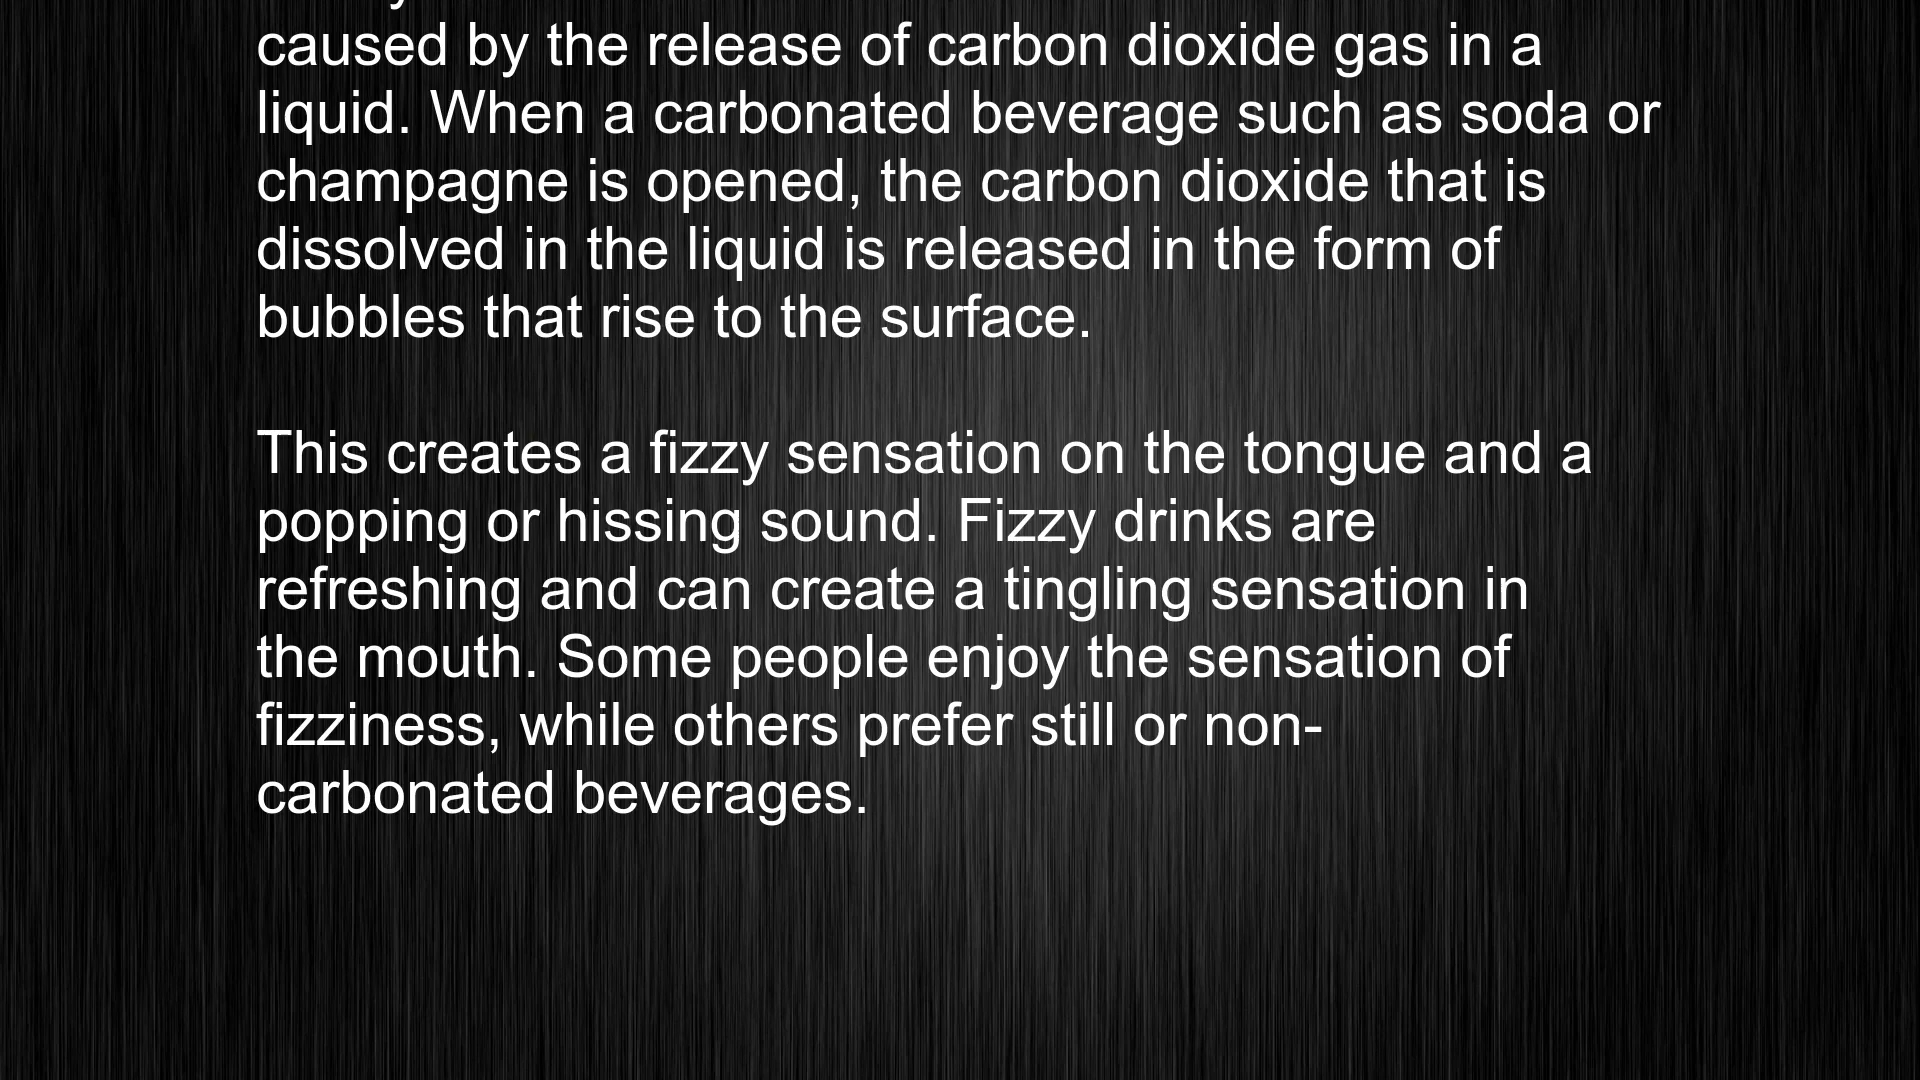 caused by the release of carbon dioxide gas in a
liquid. When a carbonated beverage such as soda or
champagne is opened, the carbon dioxide that is
dissolved in the liquid is released in the form of
bubbles that rise to the surface.
This creates a fizzy sensation on the tongue and a
popping or hissing sound. Fizzy drinks are
refreshing and can create a tingling sensation in
the mouth. Some people enjoy the sensation of
fizziness, while others prefer still or non-
carbonated beverages.